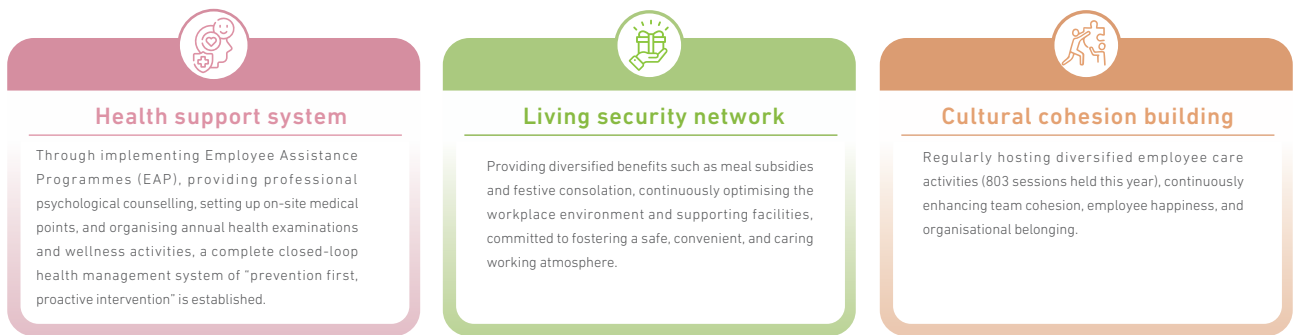 Health support system
Through implementing Employee Assistance
Programmes (EAP), providing professional
psychological counselling, setting up on-site medical
points, and organising annual health examinations
and wellness activities, a complete closed-loop
health management system of “prevention first,
proactive intervention” is established.
Living security network
Providing diversified benefits such as meal subsidies
and festive consolation, continuously optimising the
workplace environment and supporting facilities,
committed to fostering a safe, convenient, and caring
working atmosphere.
Cultural cohesion building
Regularly hosting diversified employee care
activities (803 sessions held this year), continuously
enhancing team cohesion, employee happiness, and
organisational belonging.